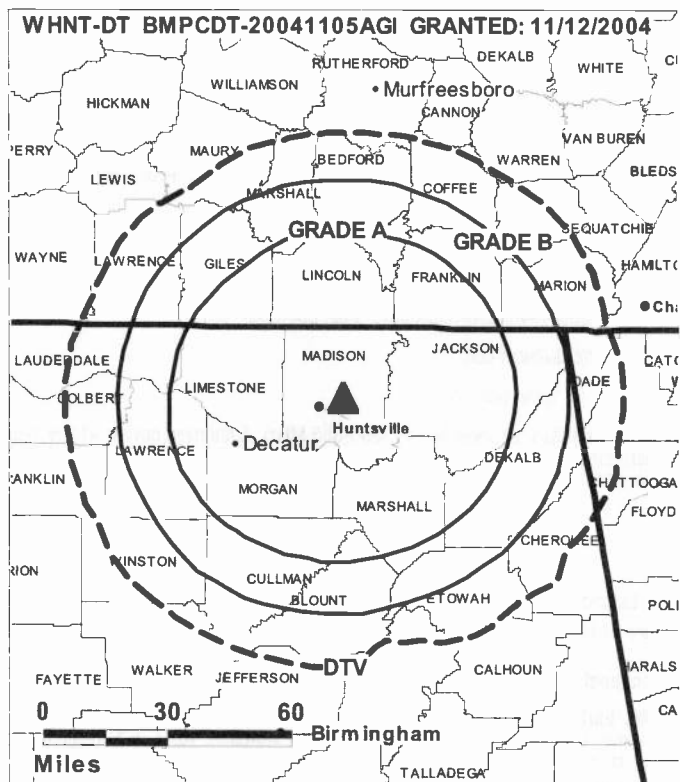 WHNT-DT BMPCDT-20041105AGI GRANTED: 11/12/2004
RUTHERFORD
DEKALB
WHITE
WILLIAMSON
Murfreesboro
HICKMAN
CANNON
VAN BUREN
PERRY
MAURY
BEDFORD
WARREN
BLEDS
LEWIS
MARSHALL
COFFEE
SEQUATCHIE
GRADE A
GRADE B
WAYNE
LAWRENCE
GILES
LINCOLN
FRANKLIN
HAMILTO
MARION
Cha
MADISON
JACKSON
LAUDERDALE
CATO
COLBERT
LIMESTONE
DADE
W
Huntsville
Decatur
LAWRENCE
DEKALB
ANKLIN
MORGAN
CHATTOOGA
MARSHALL
FLOYD
CHEROKEE
RION
WINSTON
CULLMAN
BLOUNT
ETOWAH
POLI
DTV
WALKER
JEFFERSON
CALHOUN
HARALS
FAYETTE
0 30 60
CA
Birmingham
Miles
TALLADEGA